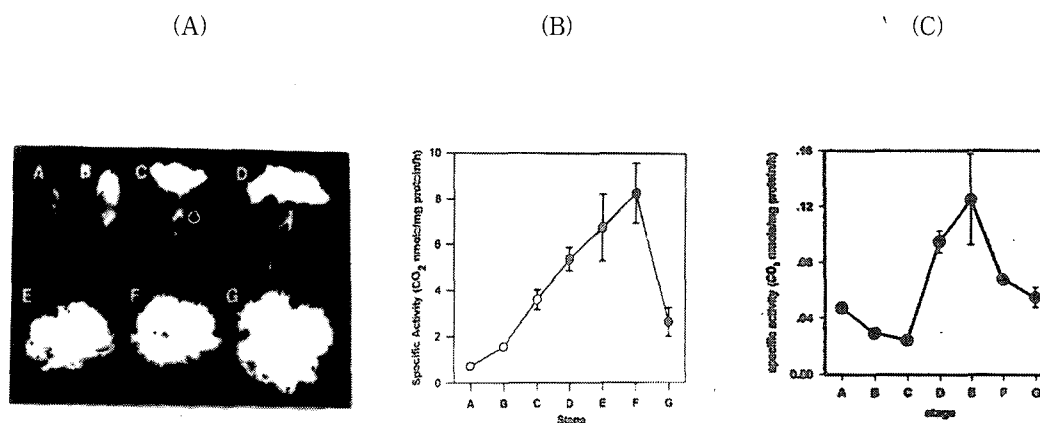 (A)
(B)
(C)
A B C D
E F G
Specific Activity (CO₂ nmole/mg protein/h)
10
8
6
4
2
0
A B C D E F G
Stage
specific activity (CO₂ nmole/mg protein/h)
.16
.12
.08
.04
0.00
A B C D E F G
stage